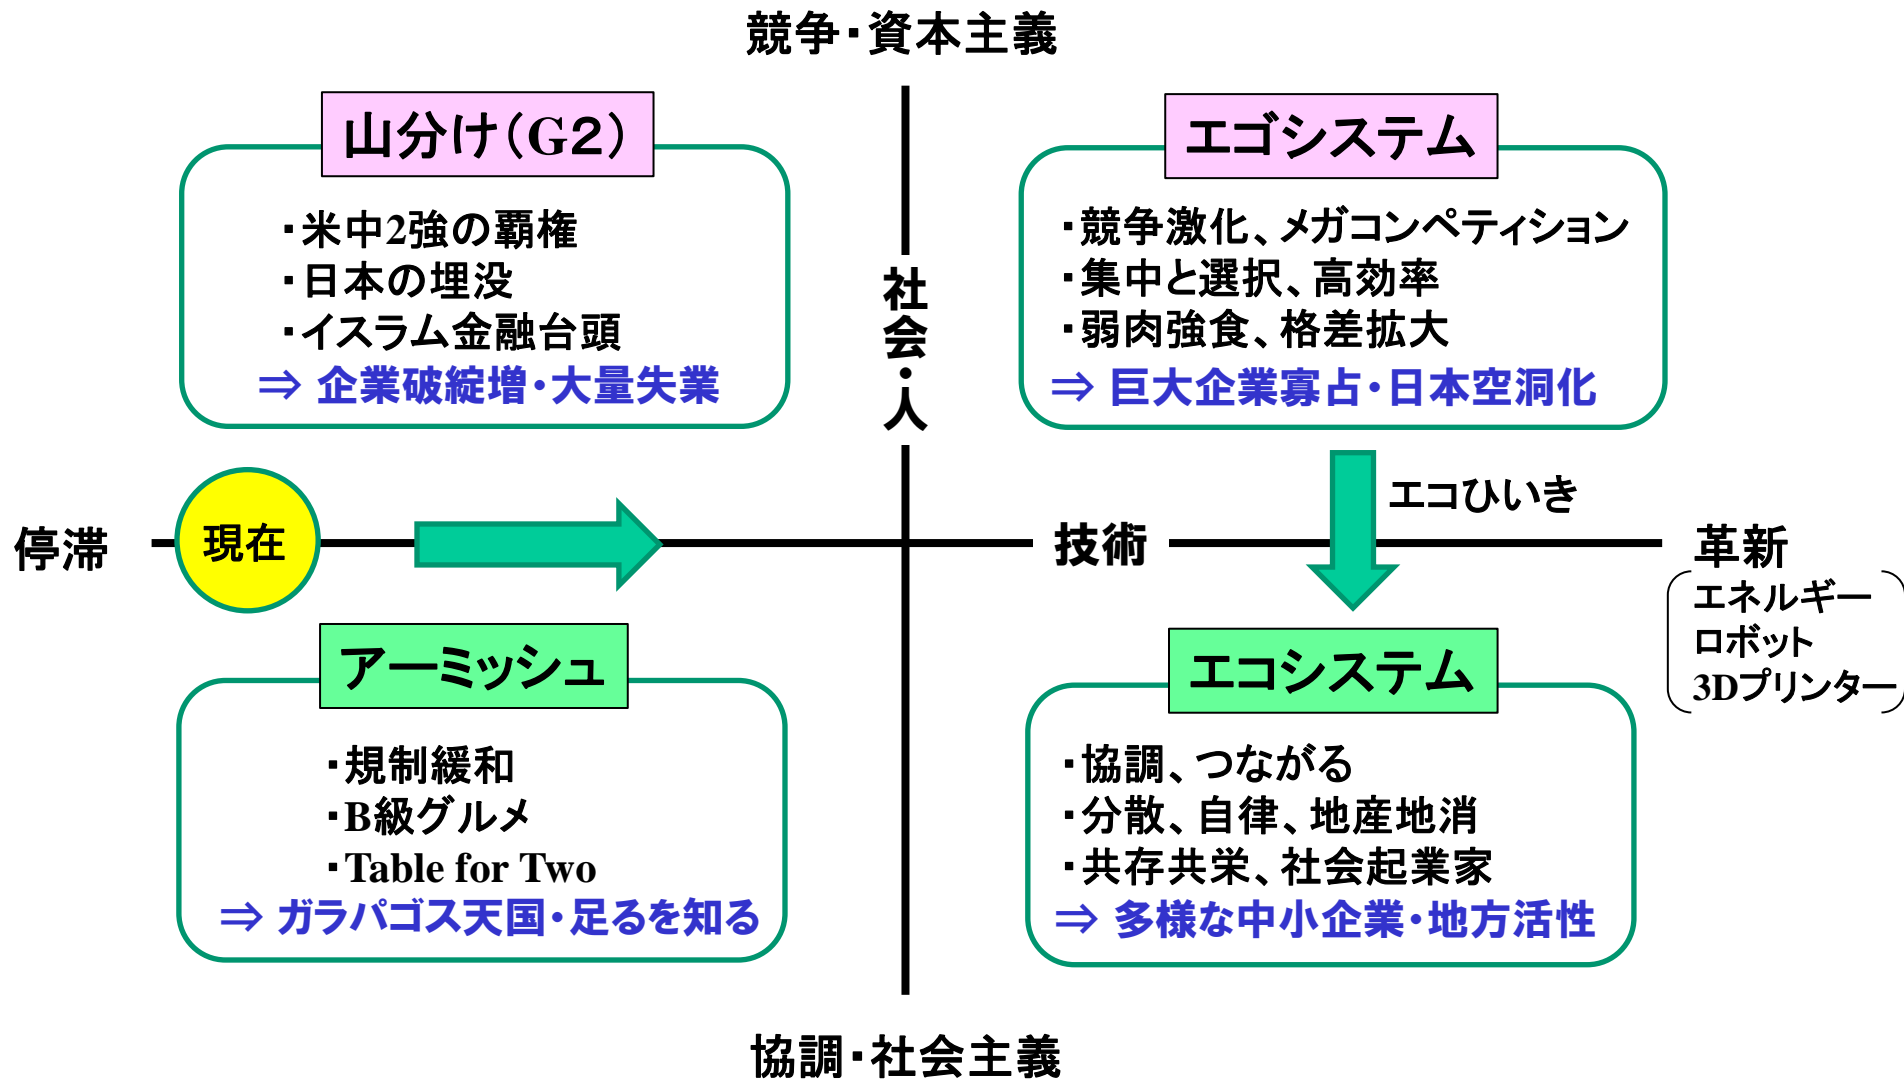 競争・資本主義
山分け（G２）
・米中2強の覇権
・日本の埋没
・イスラム金融台頭
⇒ 企業破綻増・大量失業
エゴシステム
・競争激化、メガコンペティション
・集中と選択、高効率
・弱肉強食、格差拡大
⇒ 巨大企業寡占・日本空洞化
社会・人
停滞
現在
技術
エコひいき
革新
エネルギー
ロボット
3Dプリンター
アーミッシュ
・規制緩和
・B級グルメ
・Table for Two
⇒ ガラパゴス天国・足るを知る
エコシステム
・協調、つながる
・分散、自律、地産地消
・共存共栄、社会起業家
⇒ 多様な中小企業・地方活性
協調・社会主義